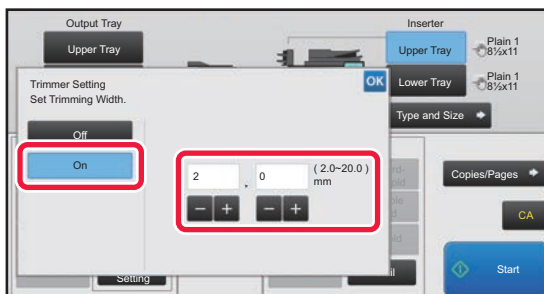 Output Tray
Inserter
Upper Tray
Upper Tray
Plain 1
8½x11
Trimmer Setting
Set Trimming Width.
OK
Lower Tray
Plain 1
8½x11
Type and Size
Off
On
2 . 0 ( 2.0~20.0 )
mm
Copies/Pages
CA
Setting
Start